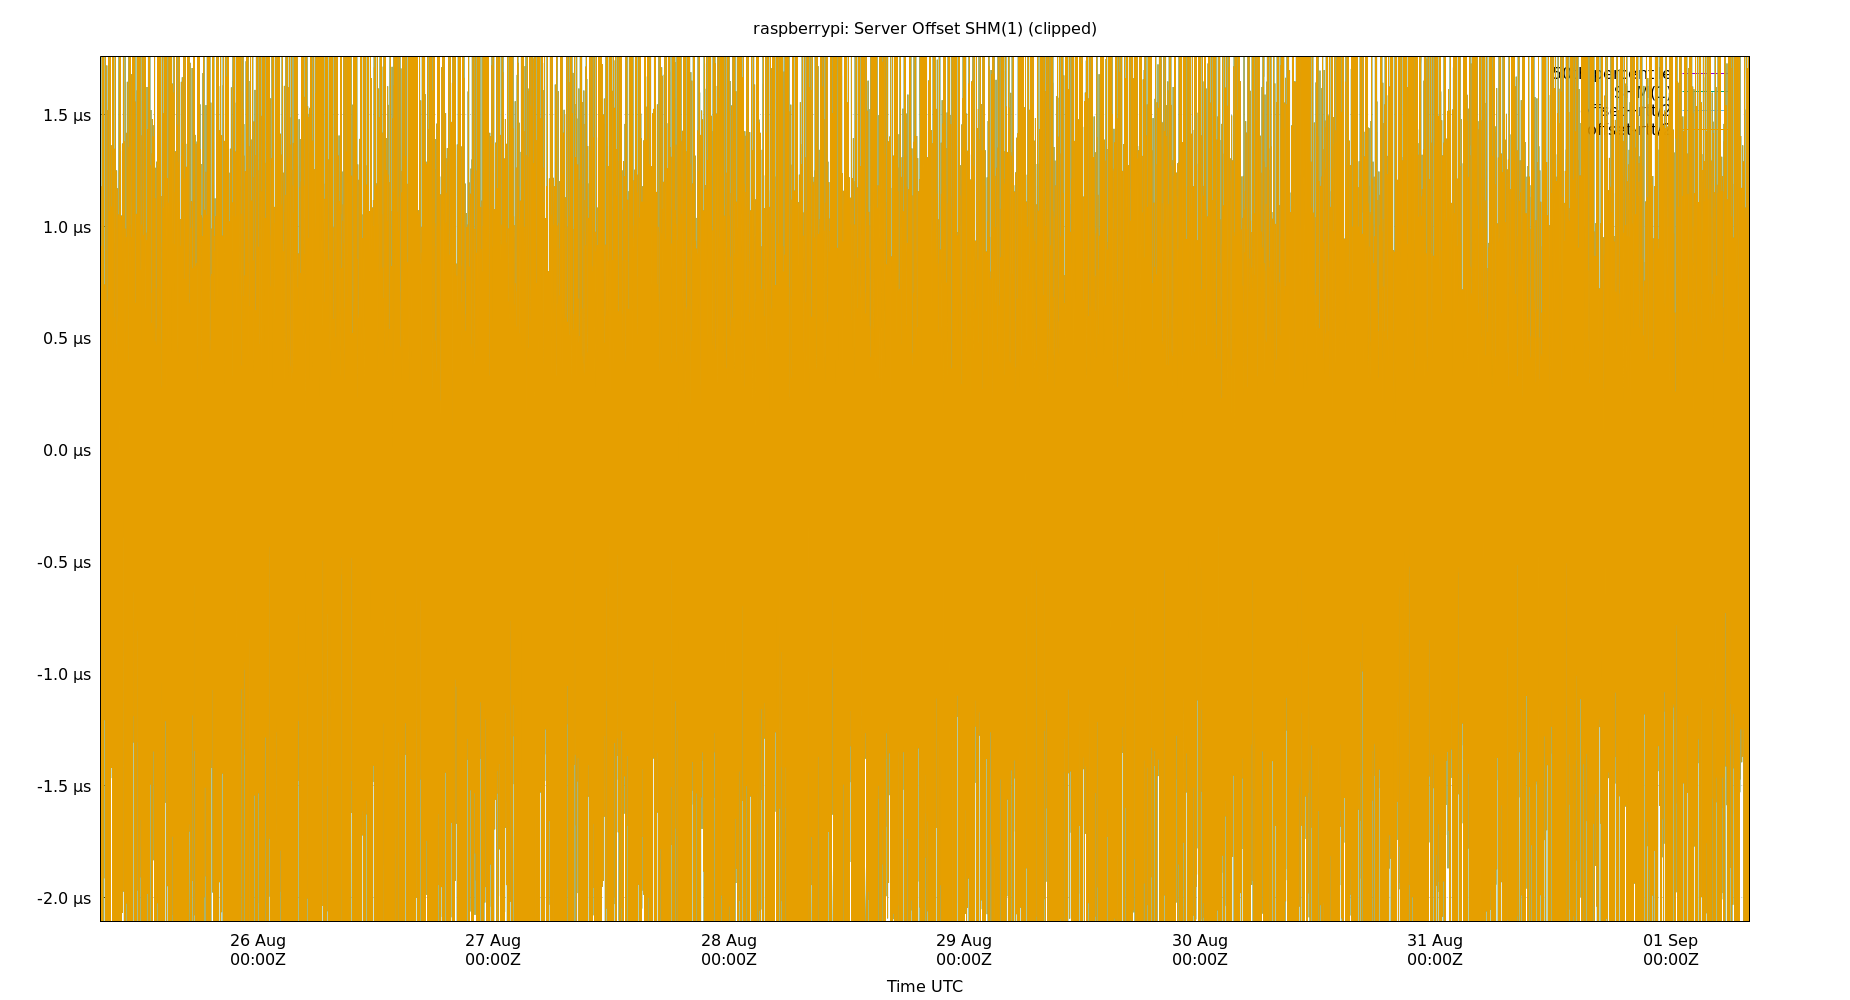 raspberrypi: Server Offset SHM(1) (clipped)
SHM(1)
1.5 µs
1.0 µs
0.5 µs
0.0 µs
-0.5 µs
-1.0 µs
-1.5 µs
-2.0 µs
26 Aug 27 Aug 28 Aug 29 Aug 30 Aug 31 Aug 01 Sep
00:00Z 00:00Z 00:00Z 00:00Z 00:00Z 00:00Z 00:00Z
Time UTC